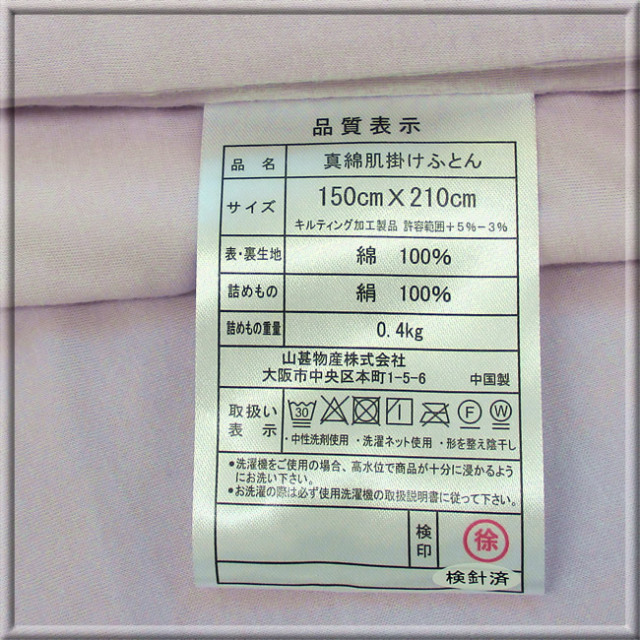 品質表示
品 名 真綿肌掛けふとん
サイズ 150cm×210cm
キルティング加工製品 許容範囲+5%-3%
表・裏生地 綿 100%
詰めもの 絹 100%
詰めもの重量 0.4kg
山甚物産株式会社
大阪市中央区本町1-5-6 中国製
取扱い
表 示
30 F W
・中性洗剤使用 ・洗濯ネット使用 ・形を整え陰干し
●洗濯機をご使用の場合、高水位で商品が十分に浸かるよう
にお洗い下さい。
●お洗濯の際は必ず使用洗濯機の取扱説明書に従って下さい。
検印
徐
検針済